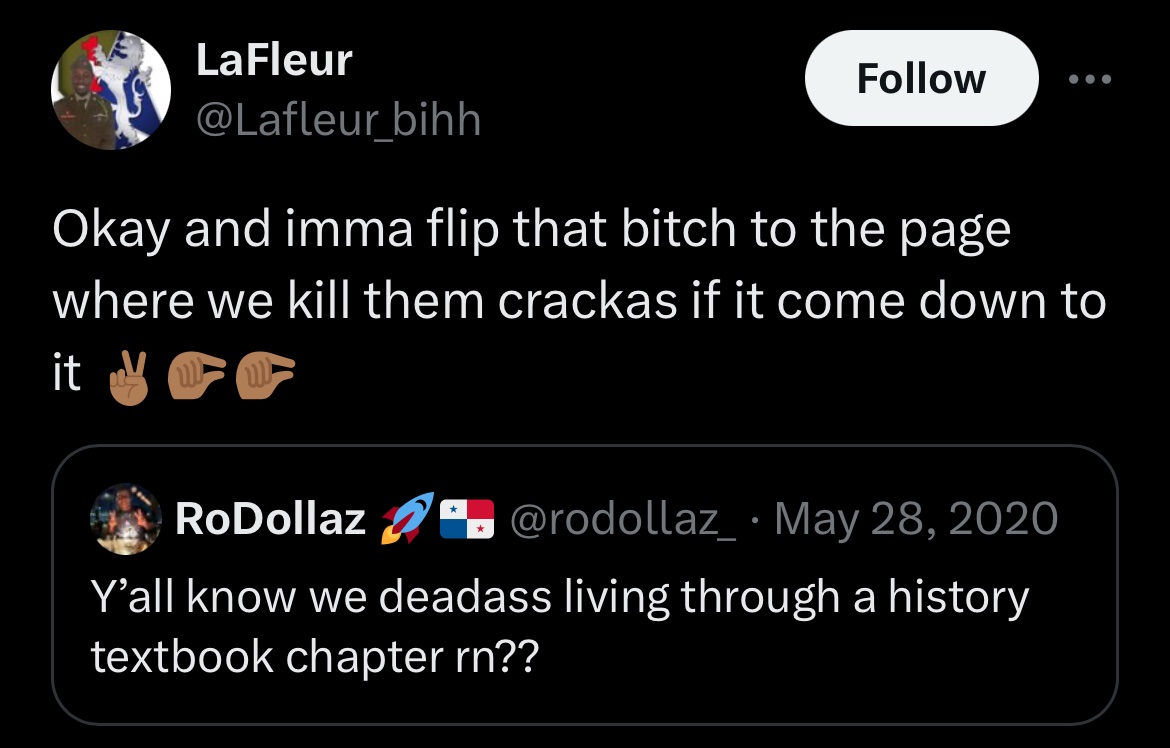 LaFleur
@Lafleur_bihh
Follow
Okay and imma flip that bitch to the page
where we kill them crackas if it come down to
it ✌🏾🫱🏾🫱🏾
RoDollaz 🚀🇵🇦 @rodollaz_ · May 28, 2020
Y’all know we deadass living through a history
textbook chapter rn??